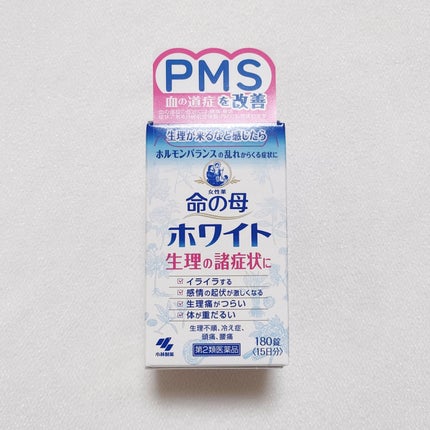 PMS
血の道症を改善
生理が来るなと感じたら
ホルモンバランスの乱れからくる症状に
女性薬
命の母
ホワイト
生理の諸症状に
イライラする
感情の起伏が激しくなる
生理痛がつらい
体が重だるい
生理不順、冷え症、
頭痛、腰痛
小林製薬
第2類医薬品
180錠
(15日分)